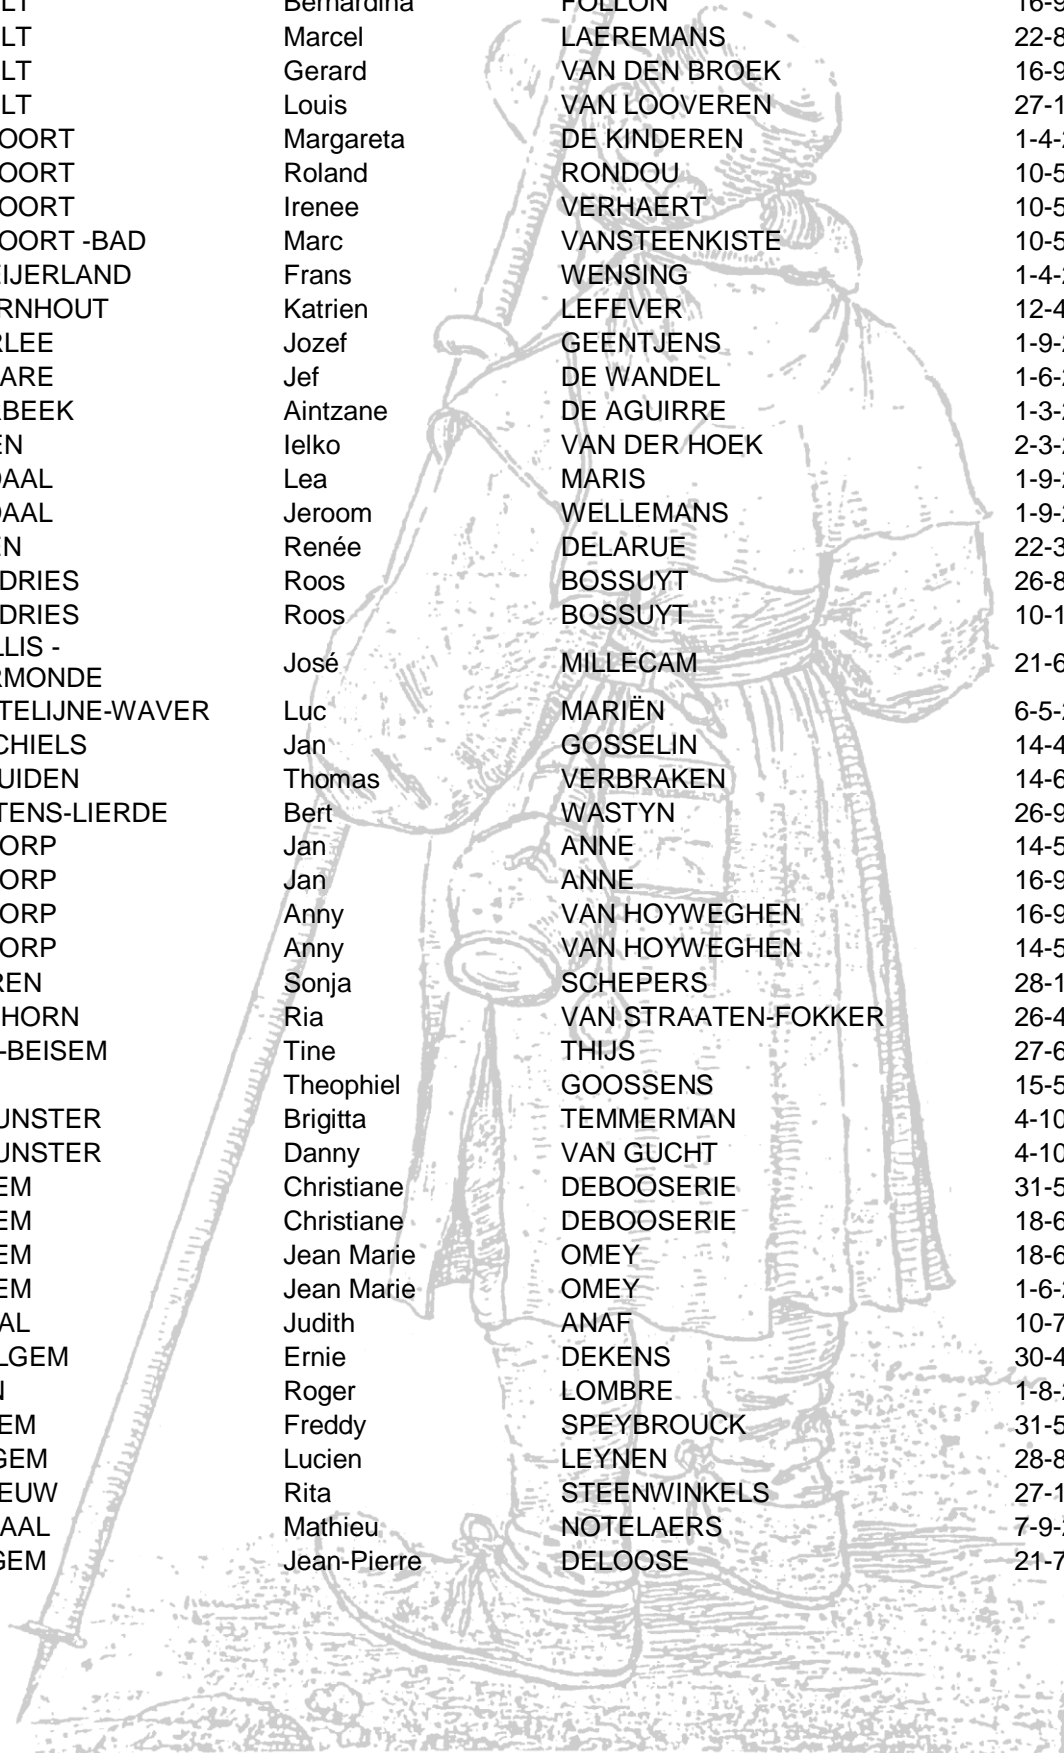 LT Bernardina FOLLON 16-9
LT Marcel LAEREMANS 22-8
LT Gerard VAN DEN BROEK 16-9
LT Louis VAN LOOVEREN 27-1
OORT Margareta DE KINDEREN 1-4-
OORT Roland RONDOU 10-5
OORT Irenee VERHAERT 10-5
OORT -BAD Marc VANSTEENKISTE 10-5
EIJERLAND Frans WENSING 1-4-
RNHOUT Katrien LEFEVER 12-4
RLEE Jozef GEENTJENS 1-9-
ARE Jef DE WANDEL 1-6-
BEEK Aintzane DE AGUIRRE 1-3-
EN Ielko VAN DER HOEK 2-3-
DAAL Lea MARIS 1-9-
DAAL Jeroom WELLEMANS 1-9-
EN Renée DELARUE 22-3
DRIES Roos BOSSUYT 26-8
DRIES Roos BOSSUYT 10-1
LLIS -
RMONDE José MILLECAM 21-6
TELIJNE-WAVER Luc MARIËN 6-5-
CHIELS Jan GOSSELIN 14-4
UIDEN Thomas VERBRAKEN 14-6
TENS-LIERDE Bert WASTYN 26-9
ORP Jan ANNE 14-5
ORP Jan ANNE 16-9
ORP Anny VAN HOYWEGHEN 16-9
ORP Anny VAN HOYWEGHEN 14-5
REN Sonja SCHEPERS 28-1
HORN Ria VAN STRAATEN-FOKKER 26-4
-BEISEM Tine THIJS 27-6
Theophiel GOOSSENS 15-5
UNSTER Brigitta TEMMERMAN 4-10
UNSTER Danny VAN GUCHT 4-10
EM Christiane DEBOOSERIE 31-5
EM Christiane DEBOOSERIE 18-6
EM Jean Marie OMEY 18-6
EM Jean Marie OMEY 1-6-
AL Judith ANAF 10-7
LGEM Ernie DEKENS 30-4
N Roger LOMBRE 1-8-
EM Freddy SPEYBROUCK 31-5
GEM Lucien LEYNEN 28-8
EUW Rita STEENWINKELS 27-1
AAL Mathieu NOTELAERS 7-9-
GEM Jean-Pierre DELOOSE 21-7